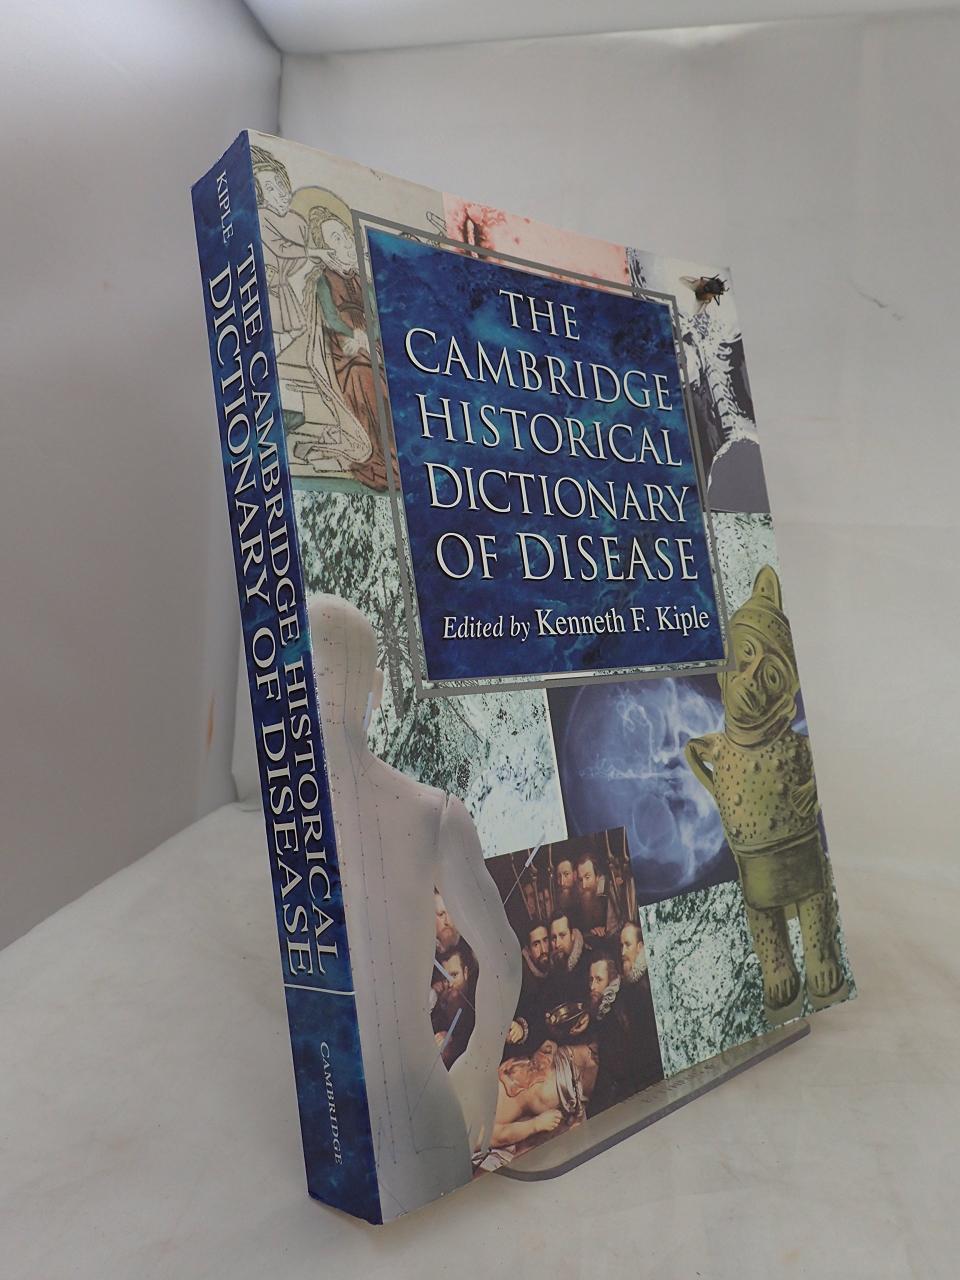 THE
CAMBRIDGE
HISTORICAL
DICTIONARY
OF DISEASE
Edited by Kenneth F. Kiple
KIPLE
THE CAMBRIDGE HISTORICAL
DICTIONARY OF DISEASE
CAMBRIDGE